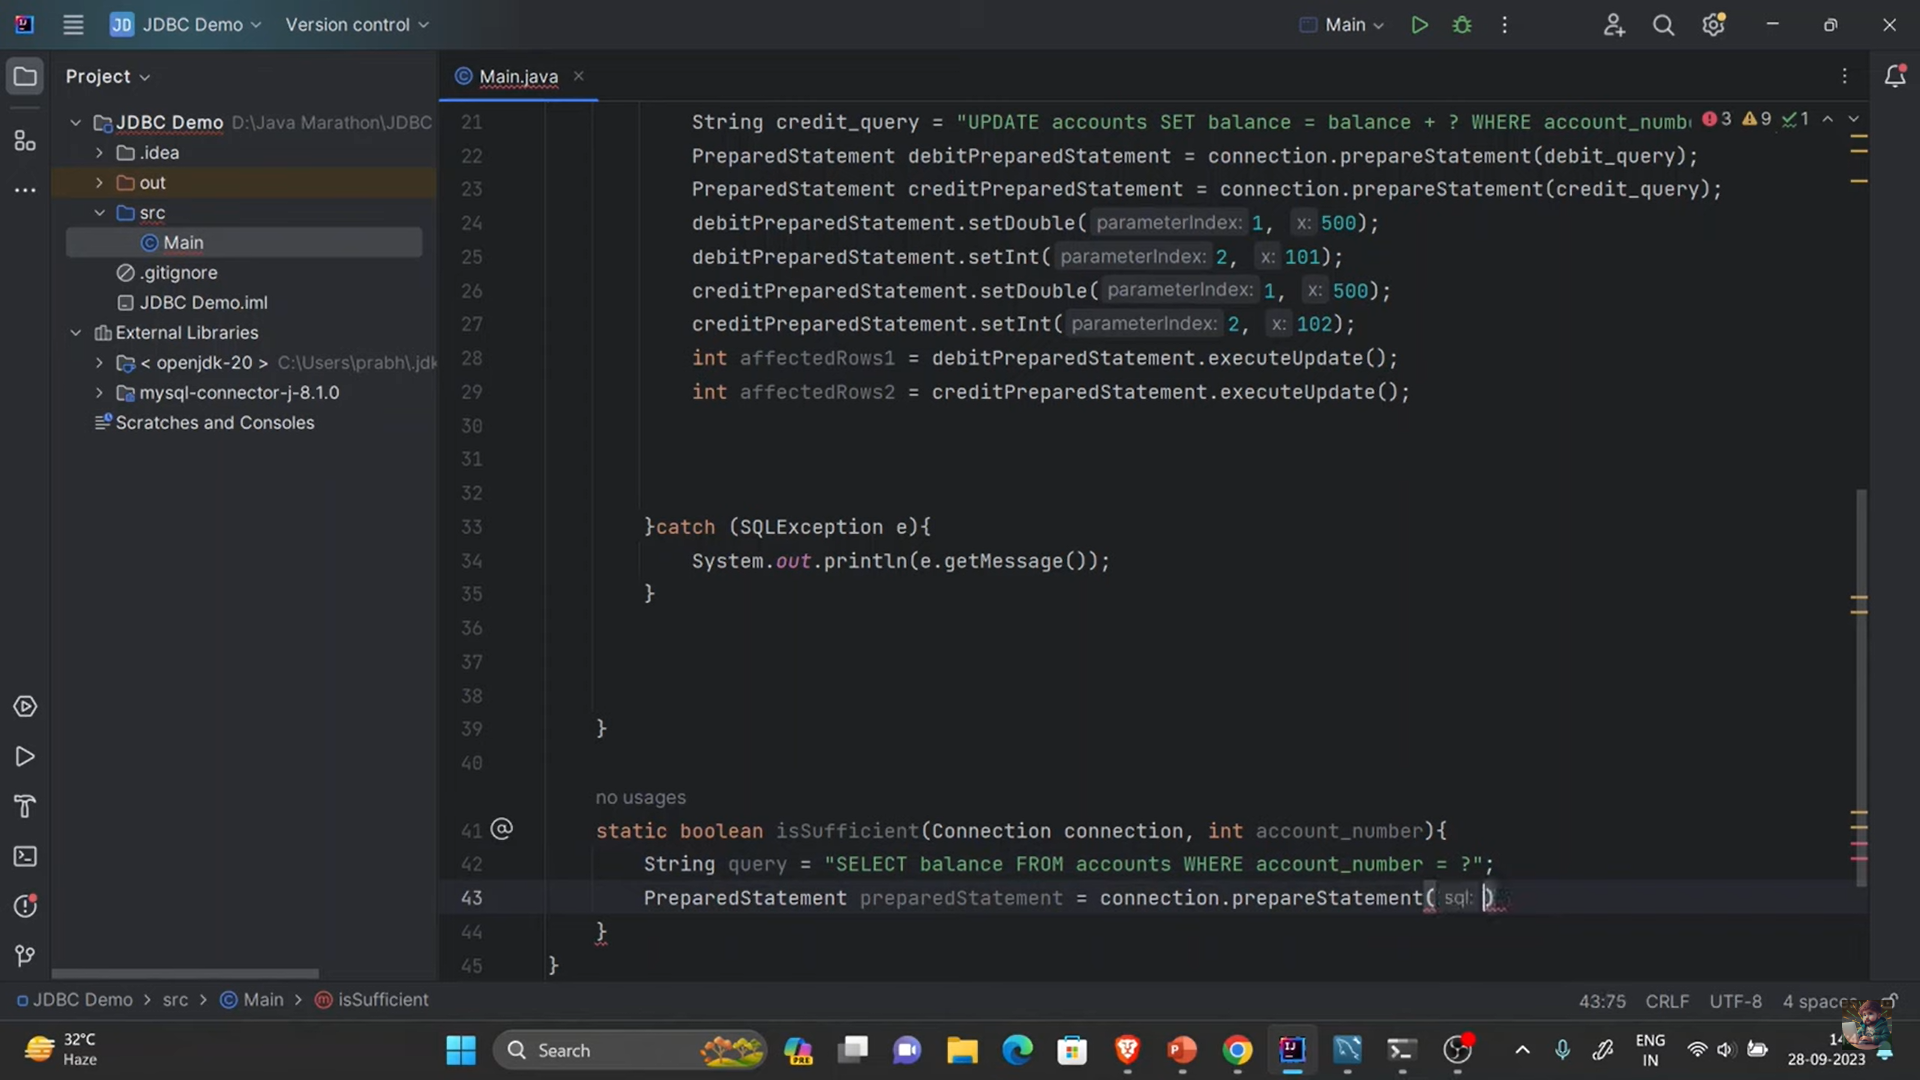 JD JDBC Demo Version control Main
Project
Main.java
JDBC Demo D:\Java Marathon\JDBC
.idea
out
src
Main
.gitignore
JDBC Demo.iml
External Libraries
< openjdk-20 > C:\Users\prabh\.jdk
mysql-connector-j-8.1.0
Scratches and Consoles
3 9 1
21 String credit_query = "UPDATE accounts SET balance = balance + ? WHERE account_numb
22 PreparedStatement debitPreparedStatement = connection.prepareStatement(debit_query);
23 PreparedStatement creditPreparedStatement = connection.prepareStatement(credit_query);
24 debitPreparedStatement.setDouble( parameterIndex: 1, x: 500);
25 debitPreparedStatement.setInt( parameterIndex: 2, x: 101);
26 creditPreparedStatement.setDouble( parameterIndex: 1, x: 500);
27 creditPreparedStatement.setInt( parameterIndex: 2, x: 102);
28 int affectedRows1 = debitPreparedStatement.executeUpdate();
29 int affectedRows2 = creditPreparedStatement.executeUpdate();
30
31
32
33 }catch (SQLException e){
34 System.out.println(e.getMessage());
35 }
36
37
38
39 }
40
no usages
41 @ static boolean isSufficient(Connection connection, int account_number){
42 String query = "SELECT balance FROM accounts WHERE account_number = ?";
43 PreparedStatement preparedStatement = connection.prepareStatement( sql: )
44 }
45 }
JDBC Demo > src > Main > isSufficient 43:75 CRLF UTF-8 4 spaces
32°C
Haze
Search
PRE
ENG
IN
14
28-09-2023